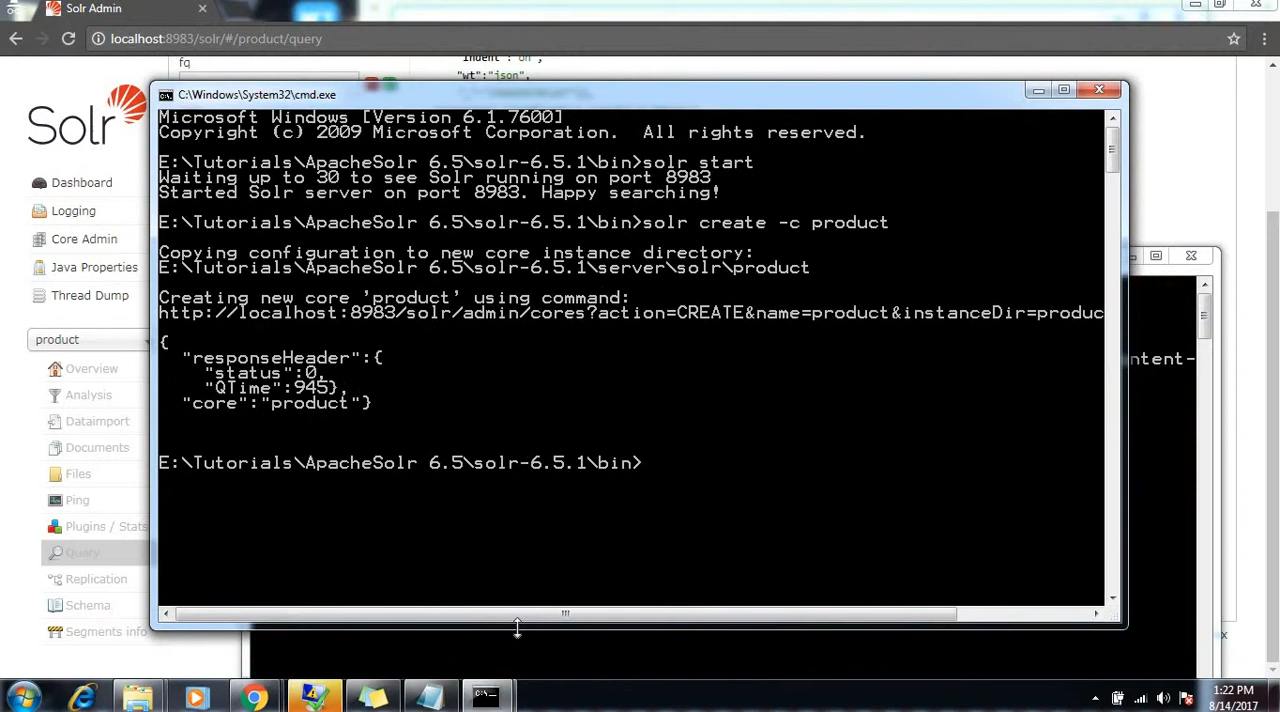 Solr Admin
localhost:8983/solr/#/product/query
fq
"indent":"on",
"wt":"json",
Solr
Dashboard
Logging
Core Admin
Java Properties
Thread Dump
product
Overview
Analysis
Dataimport
Documents
Files
Ping
Plugins / Stats
Query
Replication
Schema
Segments info
C:\Windows\System32\cmd.exe
Microsoft Windows [Version 6.1.7600]
Copyright (c) 2009 Microsoft Corporation.  All rights reserved.
E:\Tutorials\ApacheSolr 6.5\solr-6.5.1\bin>solr start
Waiting up to 30 to see Solr running on port 8983
Started Solr server on port 8983. Happy searching!
E:\Tutorials\ApacheSolr 6.5\solr-6.5.1\bin>solr create -c product
Copying configuration to new core instance directory:
E:\Tutorials\ApacheSolr 6.5\solr-6.5.1\server\solr\product
Creating new core 'product' using command:
http://localhost:8983/solr/admin/cores?action=CREATE&name=product&instanceDir=produc
{
"responseHeader":{
"status":0,
"QTime":945},
"core":"product"}
E:\Tutorials\ApacheSolr 6.5\solr-6.5.1\bin>
ntent-
x
1:22 PM
8/14/2017